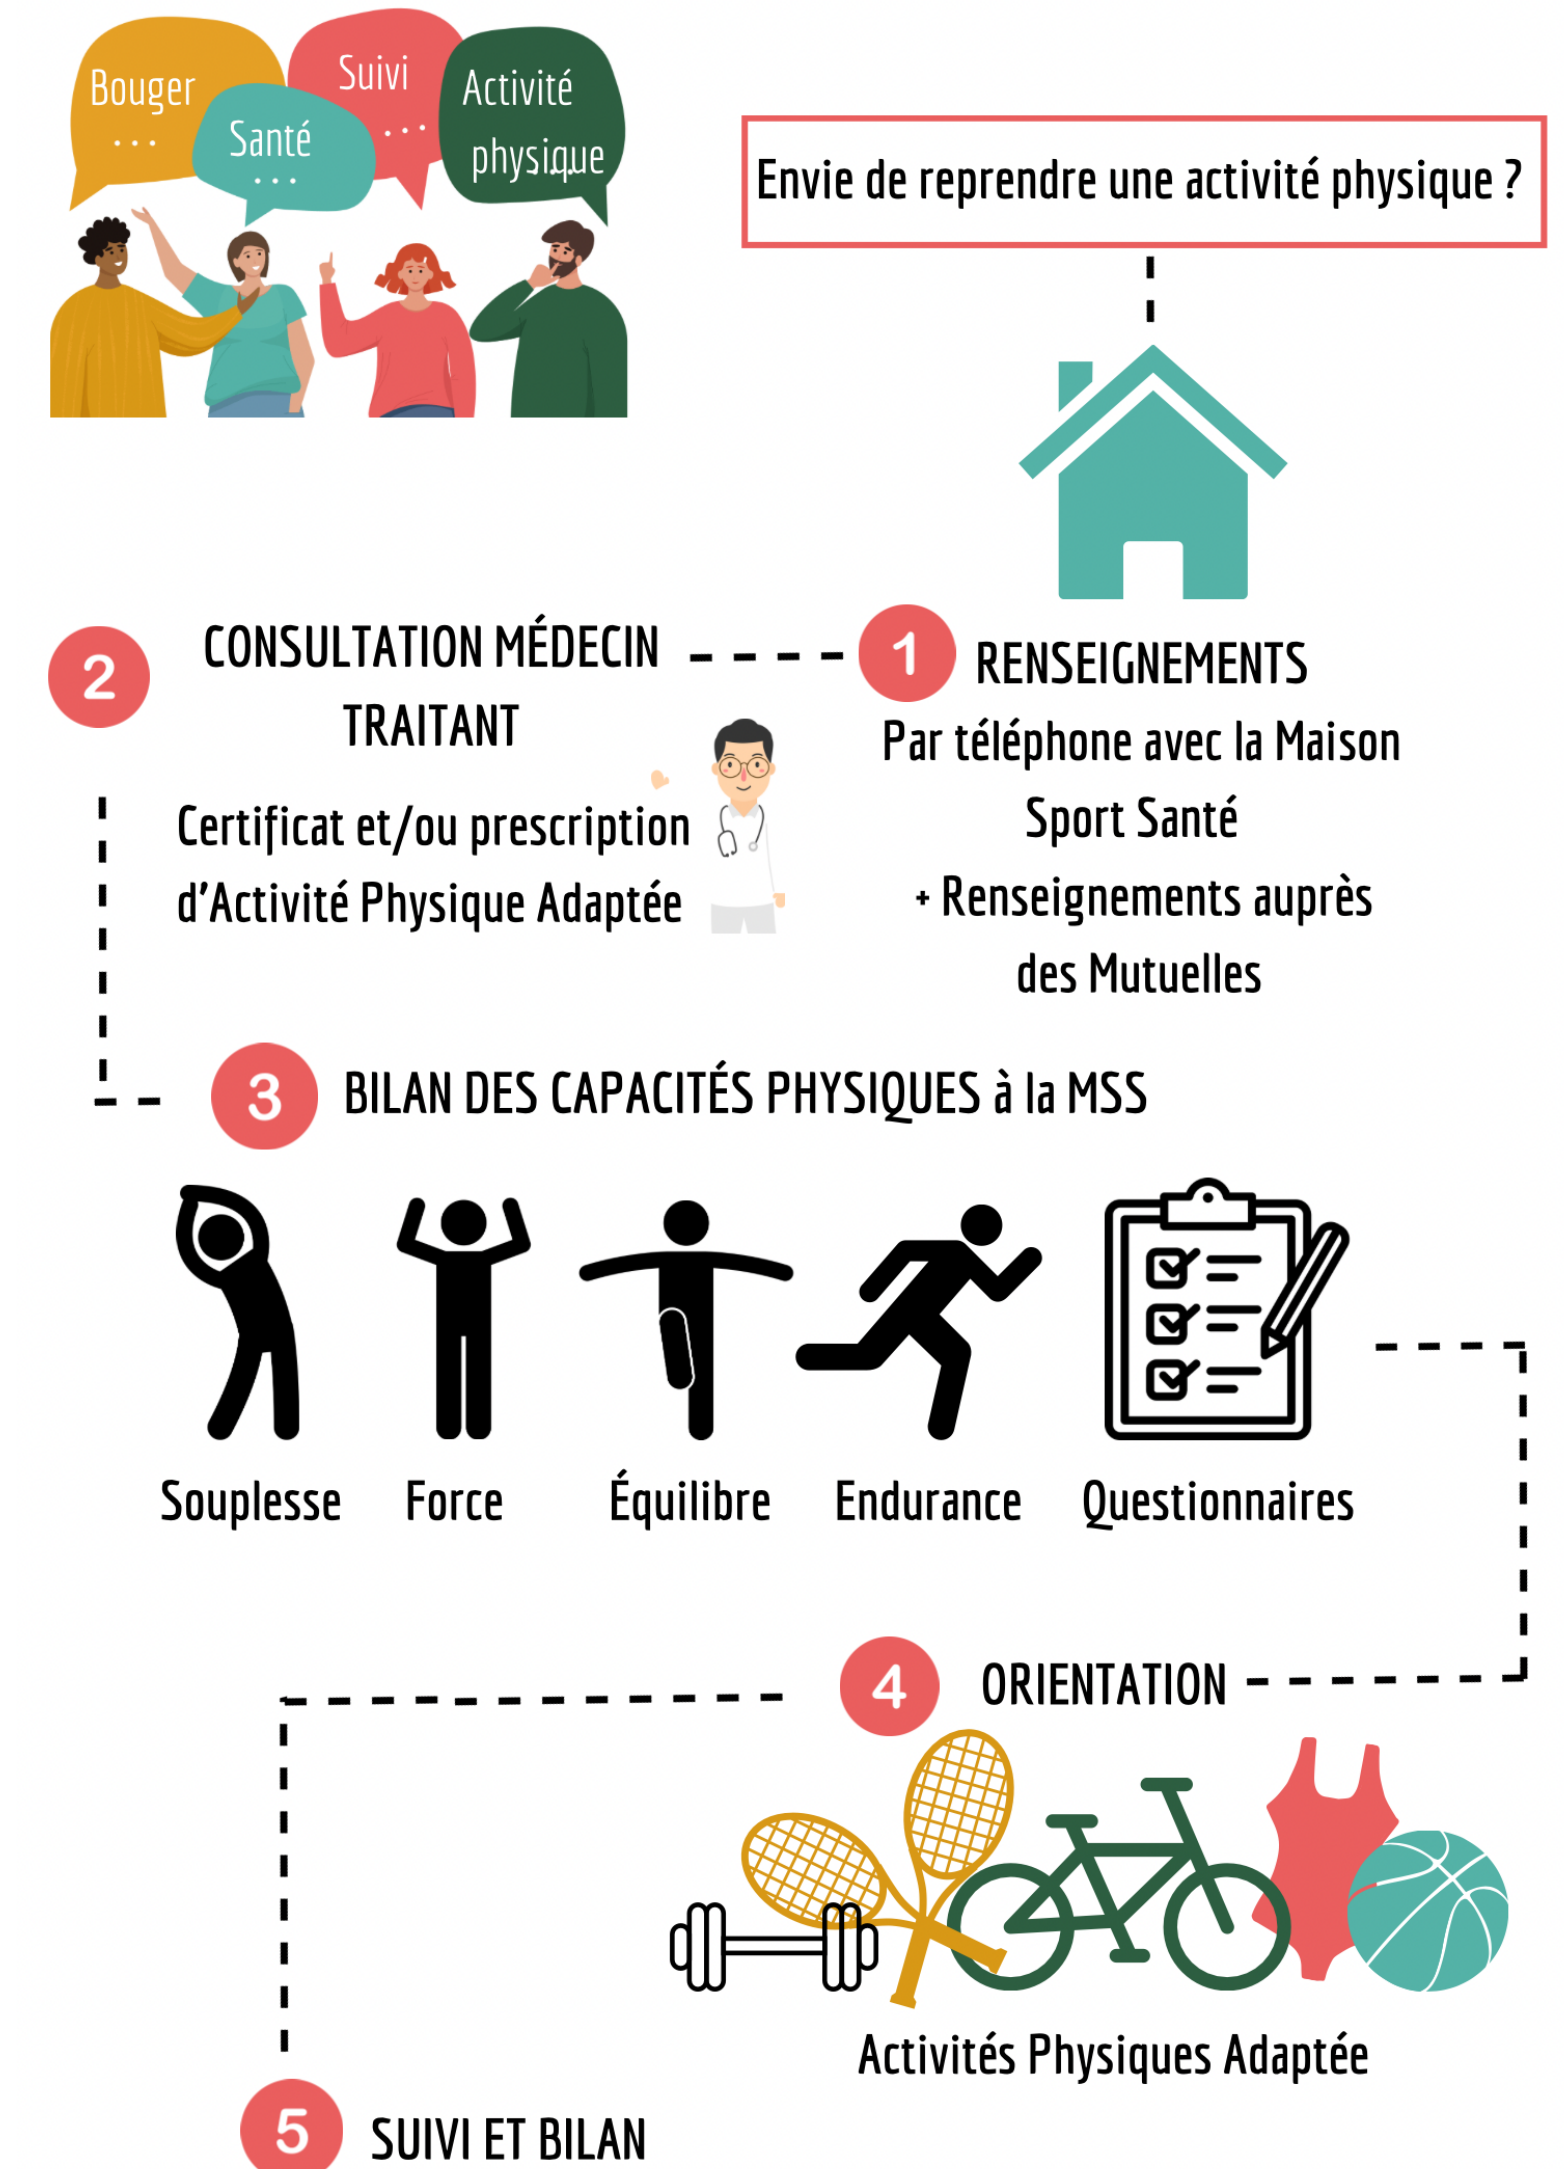 Bouger
...
Santé
...
Suivi
...
Activité
physique
Envie de reprendre une activité physique ?
1
RENSEIGNEMENTS
Par téléphone avec la Maison
Sport Santé
+ Renseignements auprès
des Mutuelles
2
CONSULTATION MÉDECIN
TRAITANT
Certificat et/ou prescription
d'Activité Physique Adaptée
3
BILAN DES CAPACITÉS PHYSIQUES à la MSS
Souplesse
Force
Équilibre
Endurance
Questionnaires
4
ORIENTATION
Activités Physiques Adaptée
5
SUIVI ET BILAN